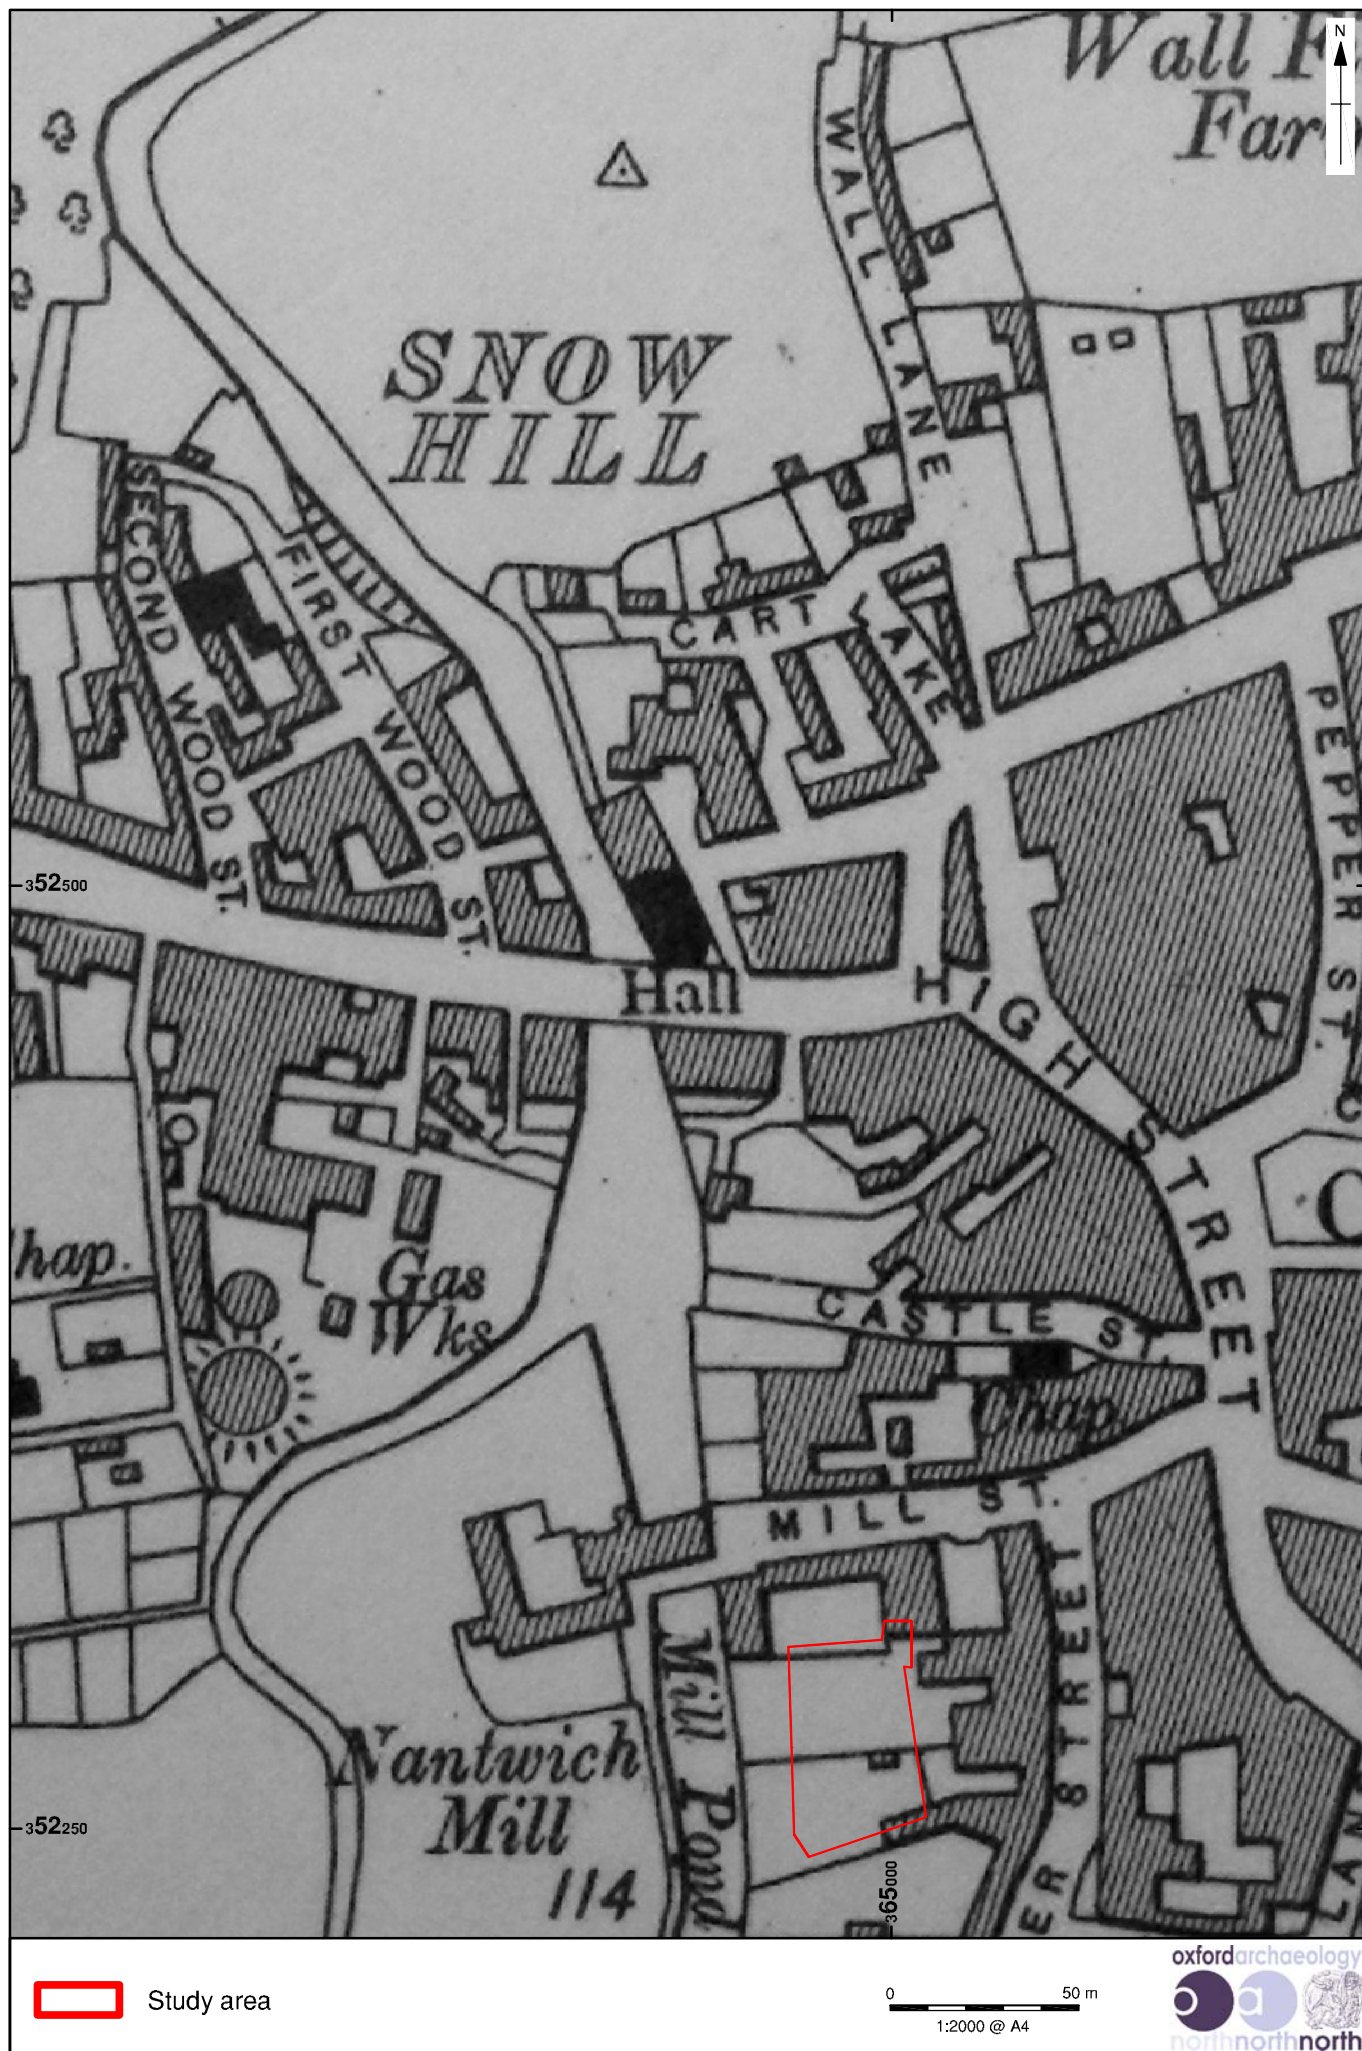 Wall F
Far
N
WALL LANE
SNOW
HILL
SECOND WOOD ST.
FIRST WOOD ST.
CART LAKE
PEPPER ST.
352500
Hall
HIGH STREET
C
C
hap.
Gas
Wks
CASTLE ST.
Chap.
MILL ST.
Mill Pond
Nantwich
Mill
114
ER STREET
LAN
352250
365000
Study area
0 50 m
1:2000 @ A4
oxfordarchaeology
o a
northnorthnorth